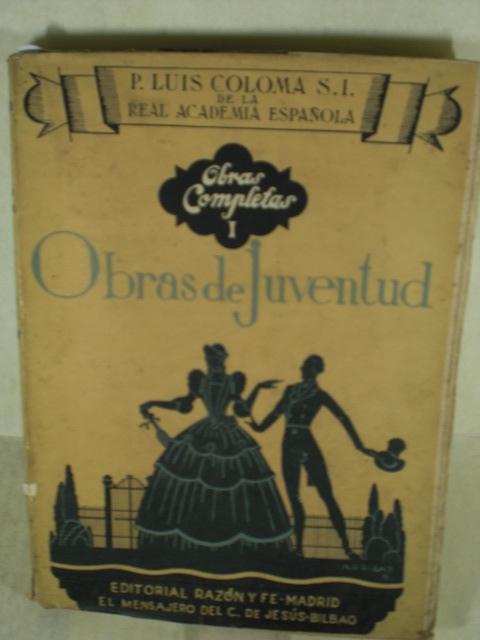 P. LUIS COLOMA S.I.
DE LA
REAL ACADEMIA ESPAÑOLA
Obras
Completas
I
Obras de Juventud
EDITORIAL RAZÓN Y FE-MADRID
EL MENSAJERO DEL C. DE JESÚS-BILBAO